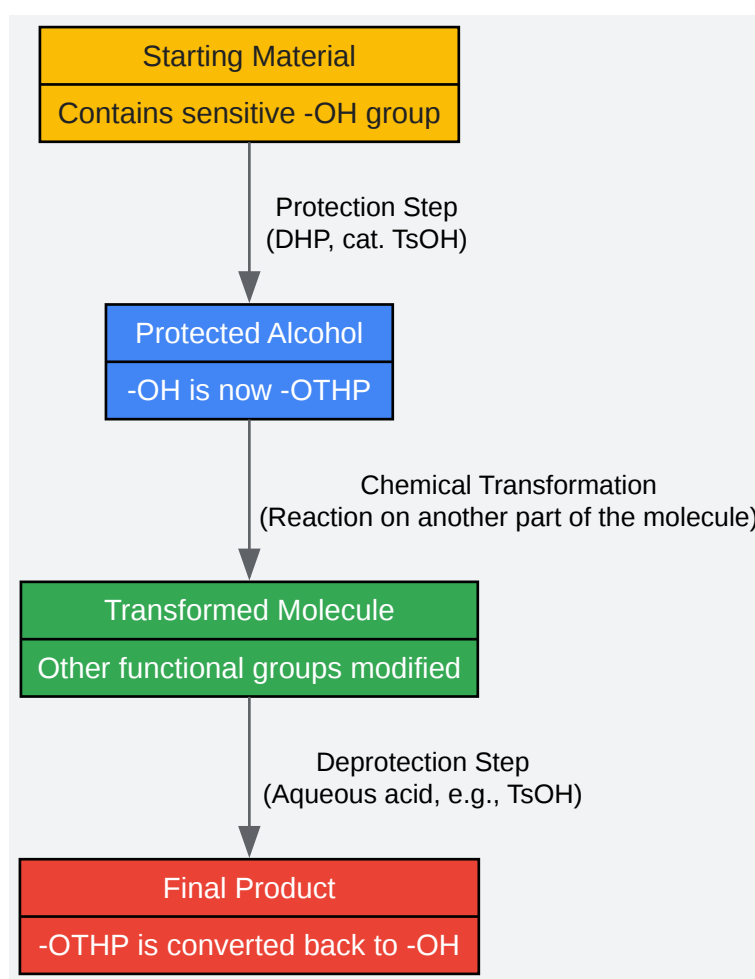 Starting Material
Contains sensitive -OH group
Protection Step
(DHP, cat. TsOH)
Protected Alcohol
-OH is now -OTHP
Chemical Transformation
(Reaction on another part of the molecule)
Transformed Molecule
Other functional groups modified
Deprotection Step
(Aqueous acid, e.g., TsOH)
Final Product
-OTHP is converted back to -OH